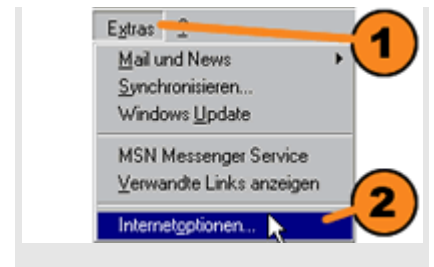 Extras ?
1
Mail und News
Synchronisieren...
Windows Update
MSN Messenger Service
Verwandte Links anzeigen
Internetoptionen...
2